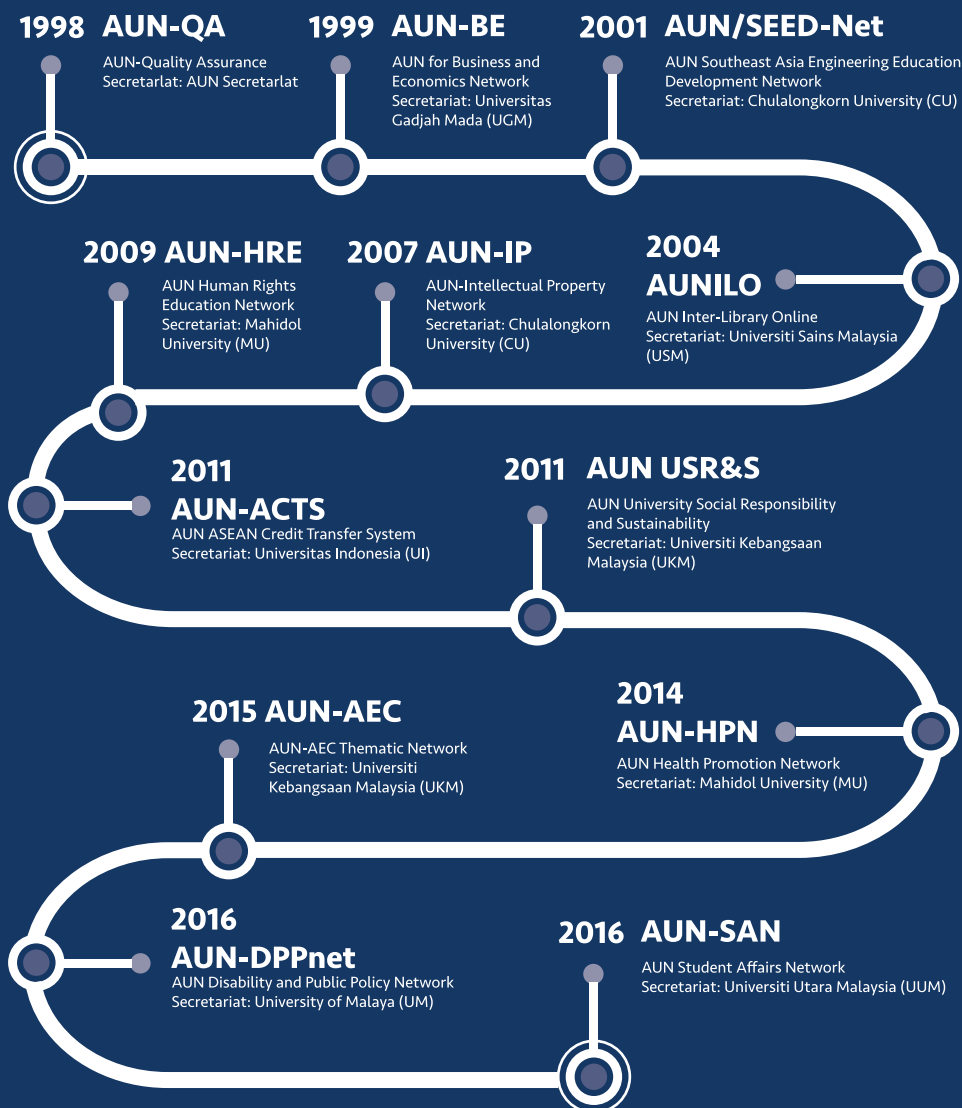 1998 AUN-QA
AUN-Quality Assurance
Secretarlat: AUN Secretarlat
1999 AUN-BE
AUN for Business and
Economics Network
Secretariat: Universitas
Gadjah Mada (UGM)
2001 AUN/SEED-Net
AUN Southeast Asia Engineering Education
Development Network
Secretariat: Chulalongkorn University (CU)
2004
AUNILO
AUN Inter-Library Online
Secretariat: Universiti Sains Malaysia
(USM)
2007 AUN-IP
AUN-Intellectual Property
Network
Secretariat: Chulalongkorn
University (CU)
2009 AUN-HRE
AUN Human Rights
Education Network
Secretariat: Mahidol
University (MU)
2011
AUN-ACTS
AUN ASEAN Credit Transfer System
Secretariat: Universitas Indonesia (UI)
2011 AUN USR&S
AUN University Social Responsibility
and Sustainability
Secretariat: Universiti Kebangsaan
Malaysia (UKM)
2014
AUN-HPN
AUN Health Promotion Network
Secretariat: Mahidol University (MU)
2015 AUN-AEC
AUN-AEC Thematic Network
Secretariat: Universiti
Kebangsaan Malaysia (UKM)
2016
AUN-DPPnet
AUN Disability and Public Policy Network
Secretariat: University of Malaya (UM)
2016 AUN-SAN
AUN Student Affairs Network
Secretariat: Universiti Utara Malaysia (UUM)